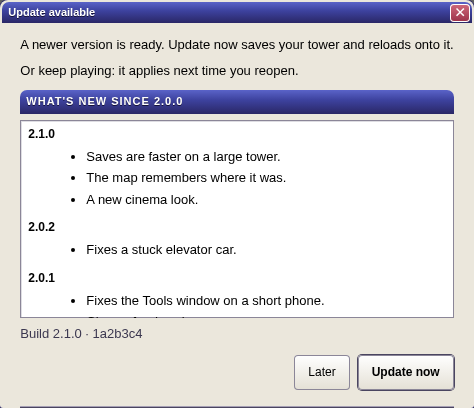 Update available
A newer version is ready. Update now saves your tower and reloads onto it.
Or keep playing: it applies next time you reopen.
WHAT'S NEW SINCE 2.0.0
2.1.0
• Saves are faster on a large tower.
• The map remembers where it was.
• A new cinema look.
2.0.2
• Fixes a stuck elevator car.
2.0.1
• Fixes the Tools window on a short phone.
Build 2.1.0 · 1a2b3c4
Later
Update now